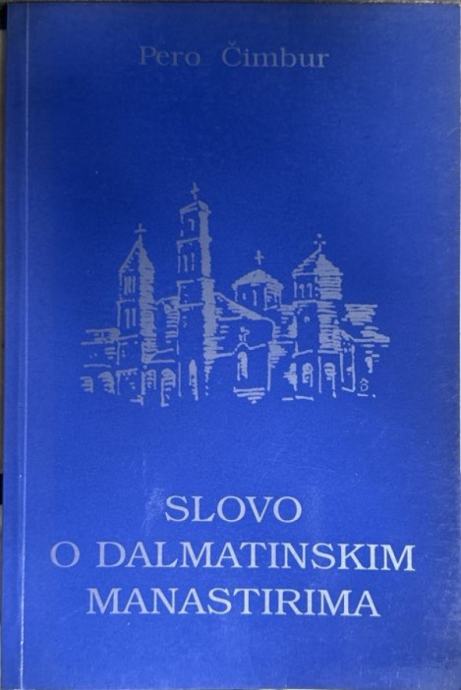 Pero Čimbur
SLOVO
O DALMATINSKIM
MANASTIRIMA